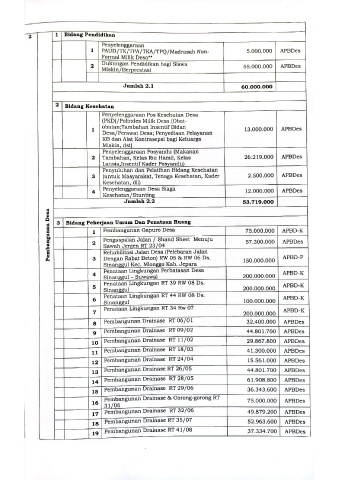 2
1 Bidang Pendidikan
Penyelenggaraan
1 PAUD/TK/TPA/TKA/TPQ/Madrasah Non- 5.000.000 APBDes
Formal Milik Desa**
2 Dukungan Pendidikan bagi Siswa 55.000.000 APBDes
Miskin/Berprestasi
Jumlah 2.1 60.000.000
2 Bidang Kesehatan
Penyelenggaraan Pos Kesehatan Desa
(PKD)/Polindes Milik Desa (Obat-
1 obatan;Tambahan Insentif Bidan 13.000.000 APBDes
Desa/Perawat Desa; Penyediaan Pelayanan
KB dan Alat Kontrasepsi bagi Keluarga
Miskin, dsl)
Penyelenggaraan Posyandu (Makanan
2 Tambahan, Kelas Ibu Hamil, Kelas 26.219.000 APBDes
Lansia,Insentif Kader Posyandu)
Penyuluhan dan Pelatihan Bidang Kesehatan
3 (untuk Masyarakat, Tenaga Kesehatan, Kader 2.500.000 APBDes
Kesehatan, dll)
4 Penyelenggaraan Desa Siaga 12.000.000 APBDes
Kesehatan/Stunting
Jumlah 2.2 53.719.000
Pembangunan Desa
3 Bidang Pekerjaan Umum Dan Penataan Ruang
1 Pembangunan Gapuro Desa 75.000.000 APBD-K
2 Pengaspalan Jalan / Shand Sheet Menuju 57.300.000 APBDes
Sawah Jenpra RT 23/04
Rehabilitasi Jalan Desa (Pelebaran Jalan
3 Dengan Rabat Beton) RW 05 & RW 06 Ds. 180.000.000 APBD-P
Sinanggul Kec. Mlonggo Kab. Jepara
4 Penataan Lingkungan Perbatasan Desa 200.000.000 APBD-K
Sinanggul – Suwawal
5 Penataan Lingkungan RT 39 RW 08 Ds. 200.000.000 APBD-K
Sinanggul
6 Penataan Lingkungan RT 44 RW 08 Ds. 100.000.000 APBD-K
Sinanggul
7 Penataan Lingkungan RT 34 Rw 07 200.000.000 APBD-K
8 Pembangunan Drainase RT 06/01 32.400.000 APBDes
9 Pembangunan Drainase RT 09/02 44.801.700 APBDes
10 Pembangunan Drainase RT 11/02 29.867.800 APBDes
11 Pembangunan Drainase RT 18/03 41.300.000 APBDes
12 Pembangunan Drainase RT 24/04 15.561.000 APBDes
13 Pembangunan Drainase RT 26/05 44.801.700 APBDes
14 Pembangunan Drainase RT 28/05 61.908.800 APBDes
15 Pembangunan Drainase RT 29/06 36.343.600 APBDes
16 Pembangunan Drainase & Gorong-gorong RT 75.000.000 APBDes
31/06
17 Pembangunan Drainase RT 32/06 49.879.200 APBDes
18 Pembangunan Drainase RT 35/07 52.963.600 APBDes
19 Pembangunan Drainase RT 41/08 37.334.700 APBDes